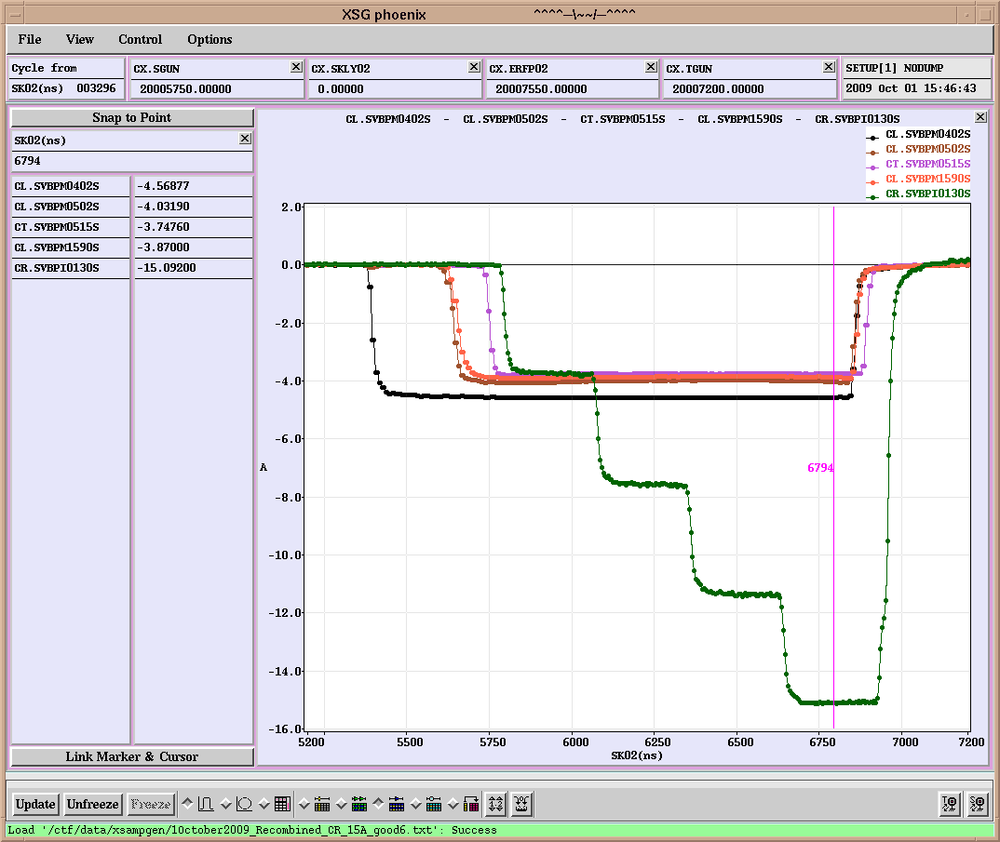 XSG phoenix ^^^^—\~~/—^^^^
File View Control Options
Cycle from
SK02(ns) 003296
CX.SGUN
20005750.00000
CX.SKLY02
0.00000
CX.ERFP02
20007550.00000
CX.TGUN
20007200.00000
SETUP[1] NODUMP
2009 Oct 01 15:46:43
Snap to Point
SK02(ns)
6794
CL.SVBPM0402S -4.56877
CL.SVBPM0502S -4.03190
CT.SVBPM0515S -3.74760
CL.SVBPM1590S -3.87000
CR.SVBPI0130S -15.09200
Link Marker & Cursor
CL.SVBPM0402S - CL.SVBPM0502S - CT.SVBPM0515S - CL.SVBPM1590S - CR.SVBPI0130S
CL.SVBPM0402S
CL.SVBPM0502S
CT.SVBPM0515S
CL.SVBPM1590S
CR.SVBPI0130S
2.0
0.0
-2.0
-4.0
-6.0
A
6794
-8.0
-10.0
-12.0
-14.0
-16.0
5200 5500 5750 6000 6250 6500 6750 7000 7200
SK02(ns)
Update Unfreeze Freeze
1.2
Load '/ctf/data/xsampgen/1October2009_Recombined_CR_15A_good6.txt': Success